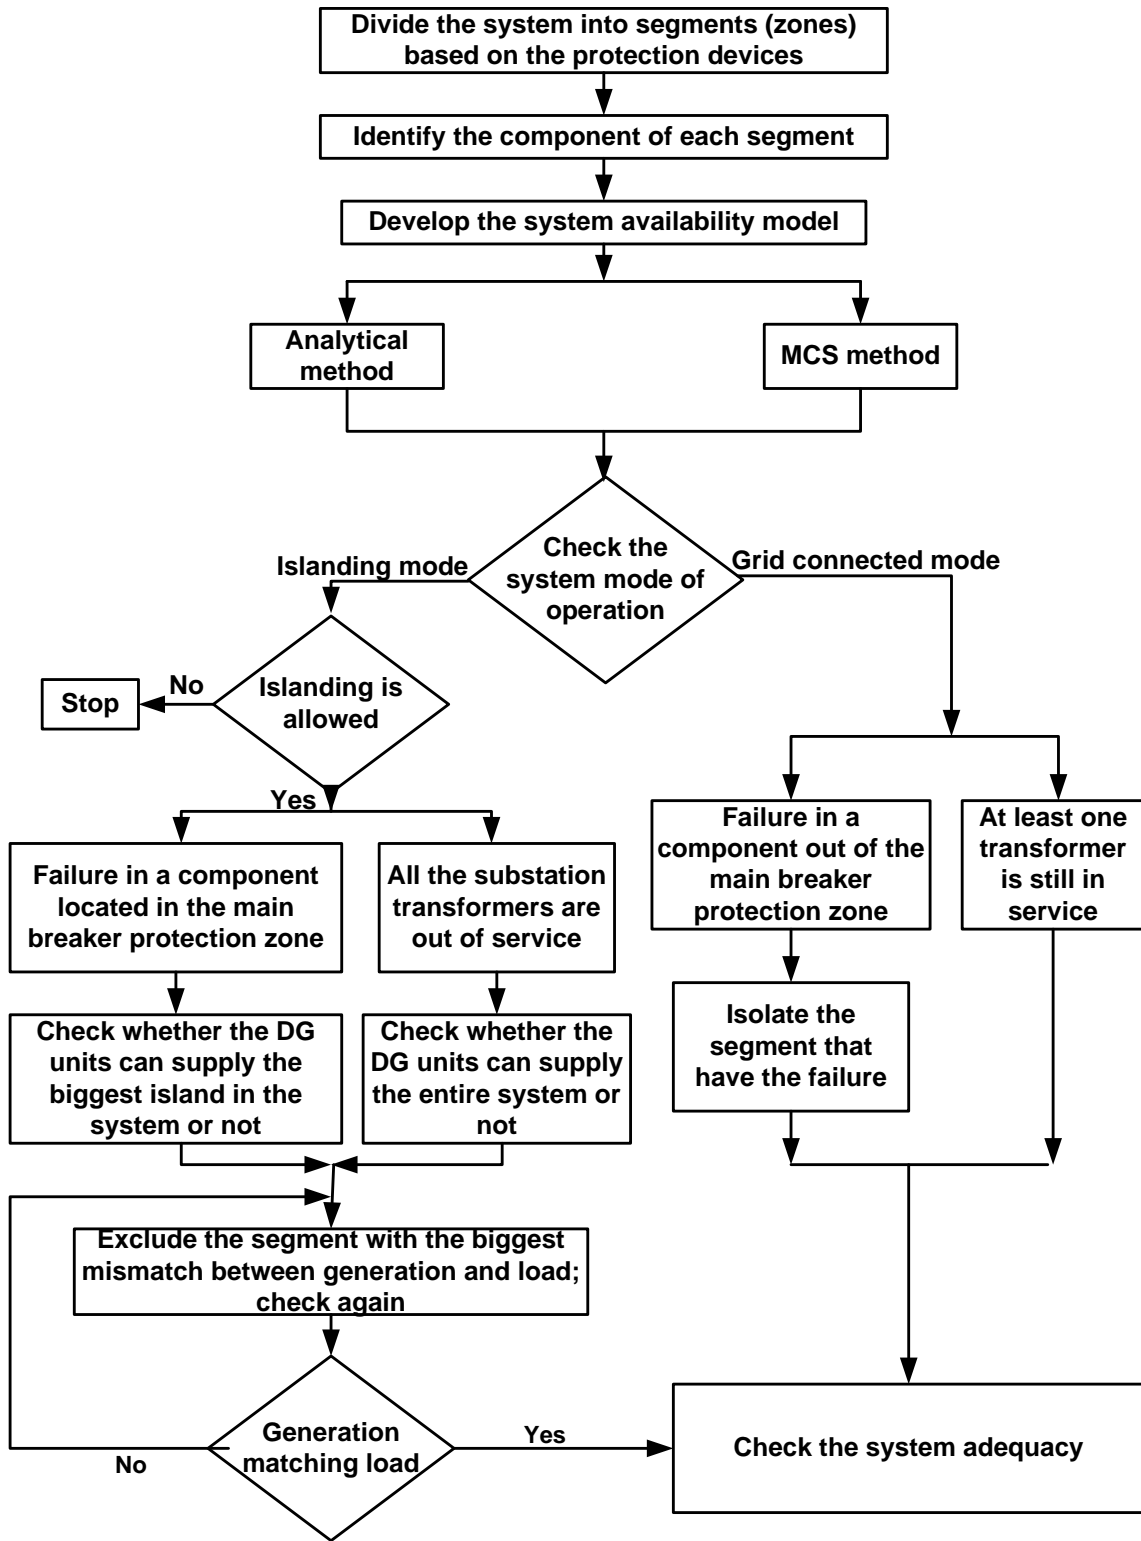 Divide the system into segments (zones)
based on the protection devices
Identify the component of each segment
Develop the system availability model
Analytical
method
MCS method
Check the
system mode of
operation
Islanding mode
Grid connected mode
Islanding is
allowed
No
Stop
Yes
Failure in a component
located in the main
breaker protection zone
All the substation
transformers are
out of service
Failure in a
component out of the
main breaker
protection zone
At least one
transformer
is still in
service
Check whether the DG
units can supply the
biggest island in the
system or not
Check whether the
DG units can supply
the entire system or
not
Isolate the
segment that
have the failure
Exclude the segment with the biggest
mismatch between generation and load;
check again
Generation
matching load
No
Yes
Check the system adequacy